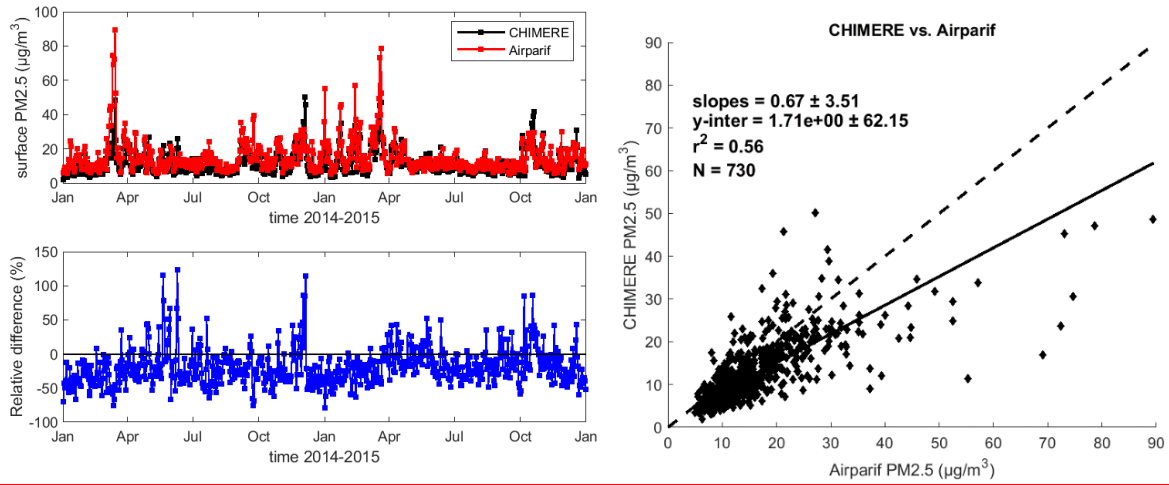 surface PM2.5 (µg/m³)
100
80
60
40
20
0
CHIMERE
Airparif
Jan Apr Jul Oct Jan Apr Jul Oct Jan
time 2014-2015
Relative difference (%)
150
100
50
0
-50
-100
Jan Apr Jul Oct Jan Apr Jul Oct Jan
time 2014-2015
CHIMERE vs. Airparif
CHIMERE PM2.5 (µg/m³)
90
80
70
60
50
40
30
20
10
0
slopes = 0.67 ± 3.51
y-inter = 1.71e+00 ± 62.15
r² = 0.56
N = 730
0 10 20 30 40 50 60 70 80 90
Airparif PM2.5 (µg/m³)